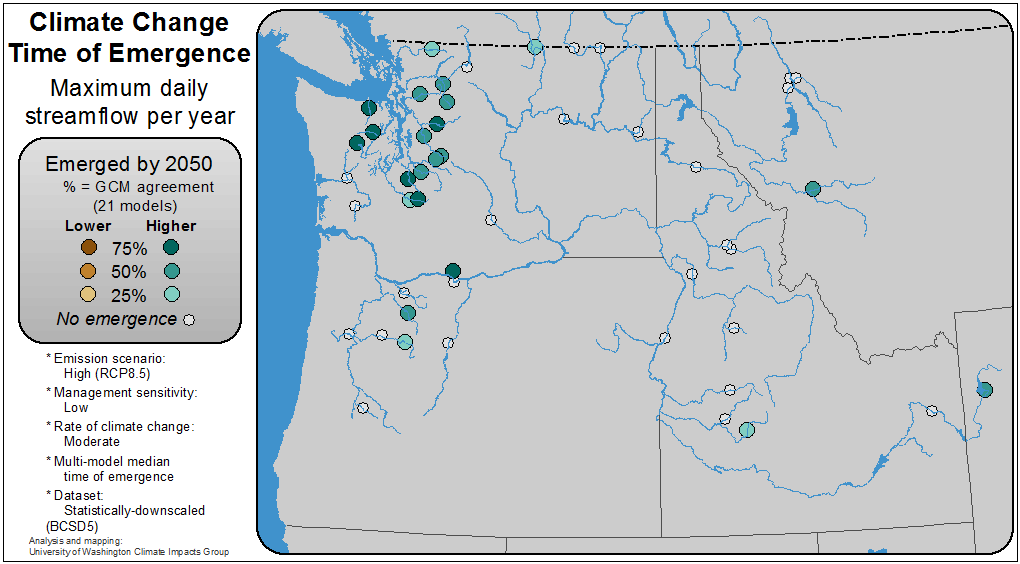 Climate Change
Time of Emergence
Maximum daily
streamflow per year
Emerged by 2050
% = GCM agreement
(21 models)
Lower Higher
75%
50%
25%
No emergence
* Emission scenario:
High (RCP8.5)
* Management sensitivity:
Low
* Rate of climate change:
Moderate
* Multi-model median
time of emergence
* Dataset:
Statistically-downscaled
(BCSD5)
Analysis and mapping:
University of Washington Climate Impacts Group